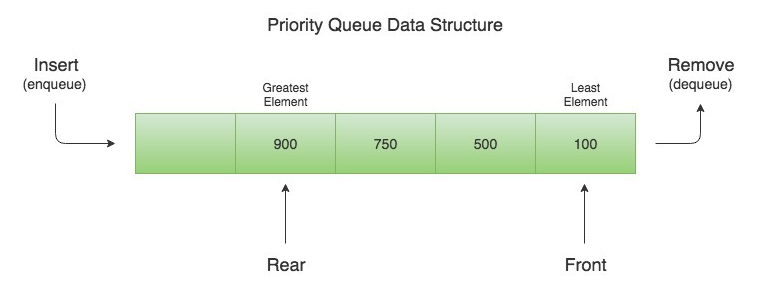 Priority Queue Data Structure
Insert
(enqueue)
Remove
(dequeue)
Greatest
Element
Least
Element
900
750
500
100
Rear
Front